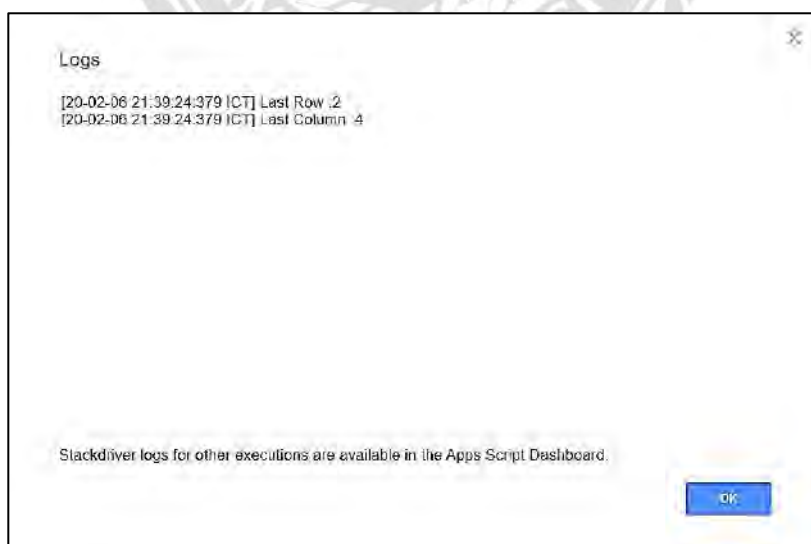 Logs
[20-02-06 21:39:24:379 ICT] Last Row :2
[20-02-06 21:39:24:379 ICT] Last Column :4
Stackdriver logs for other executions are available in the Apps Script Dashboard.
OK